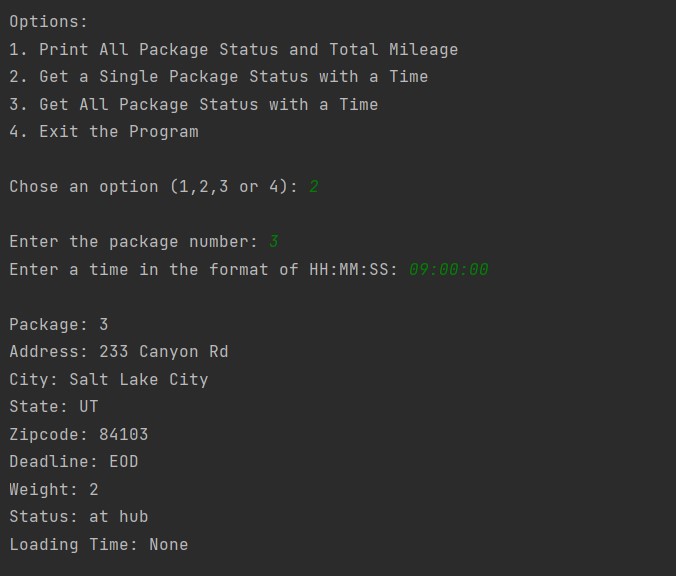 Options:
1. Print All Package Status and Total Mileage
2. Get a Single Package Status with a Time
3. Get All Package Status with a Time
4. Exit the Program
Chose an option (1,2,3 or 4): 2
Enter the package number: 3
Enter a time in the format of HH:MM:SS: 09:00:00
Package: 3
Address: 233 Canyon Rd
City: Salt Lake City
State: UT
Zipcode: 84103
Deadline: EOD
Weight: 2
Status: at hub
Loading Time: None